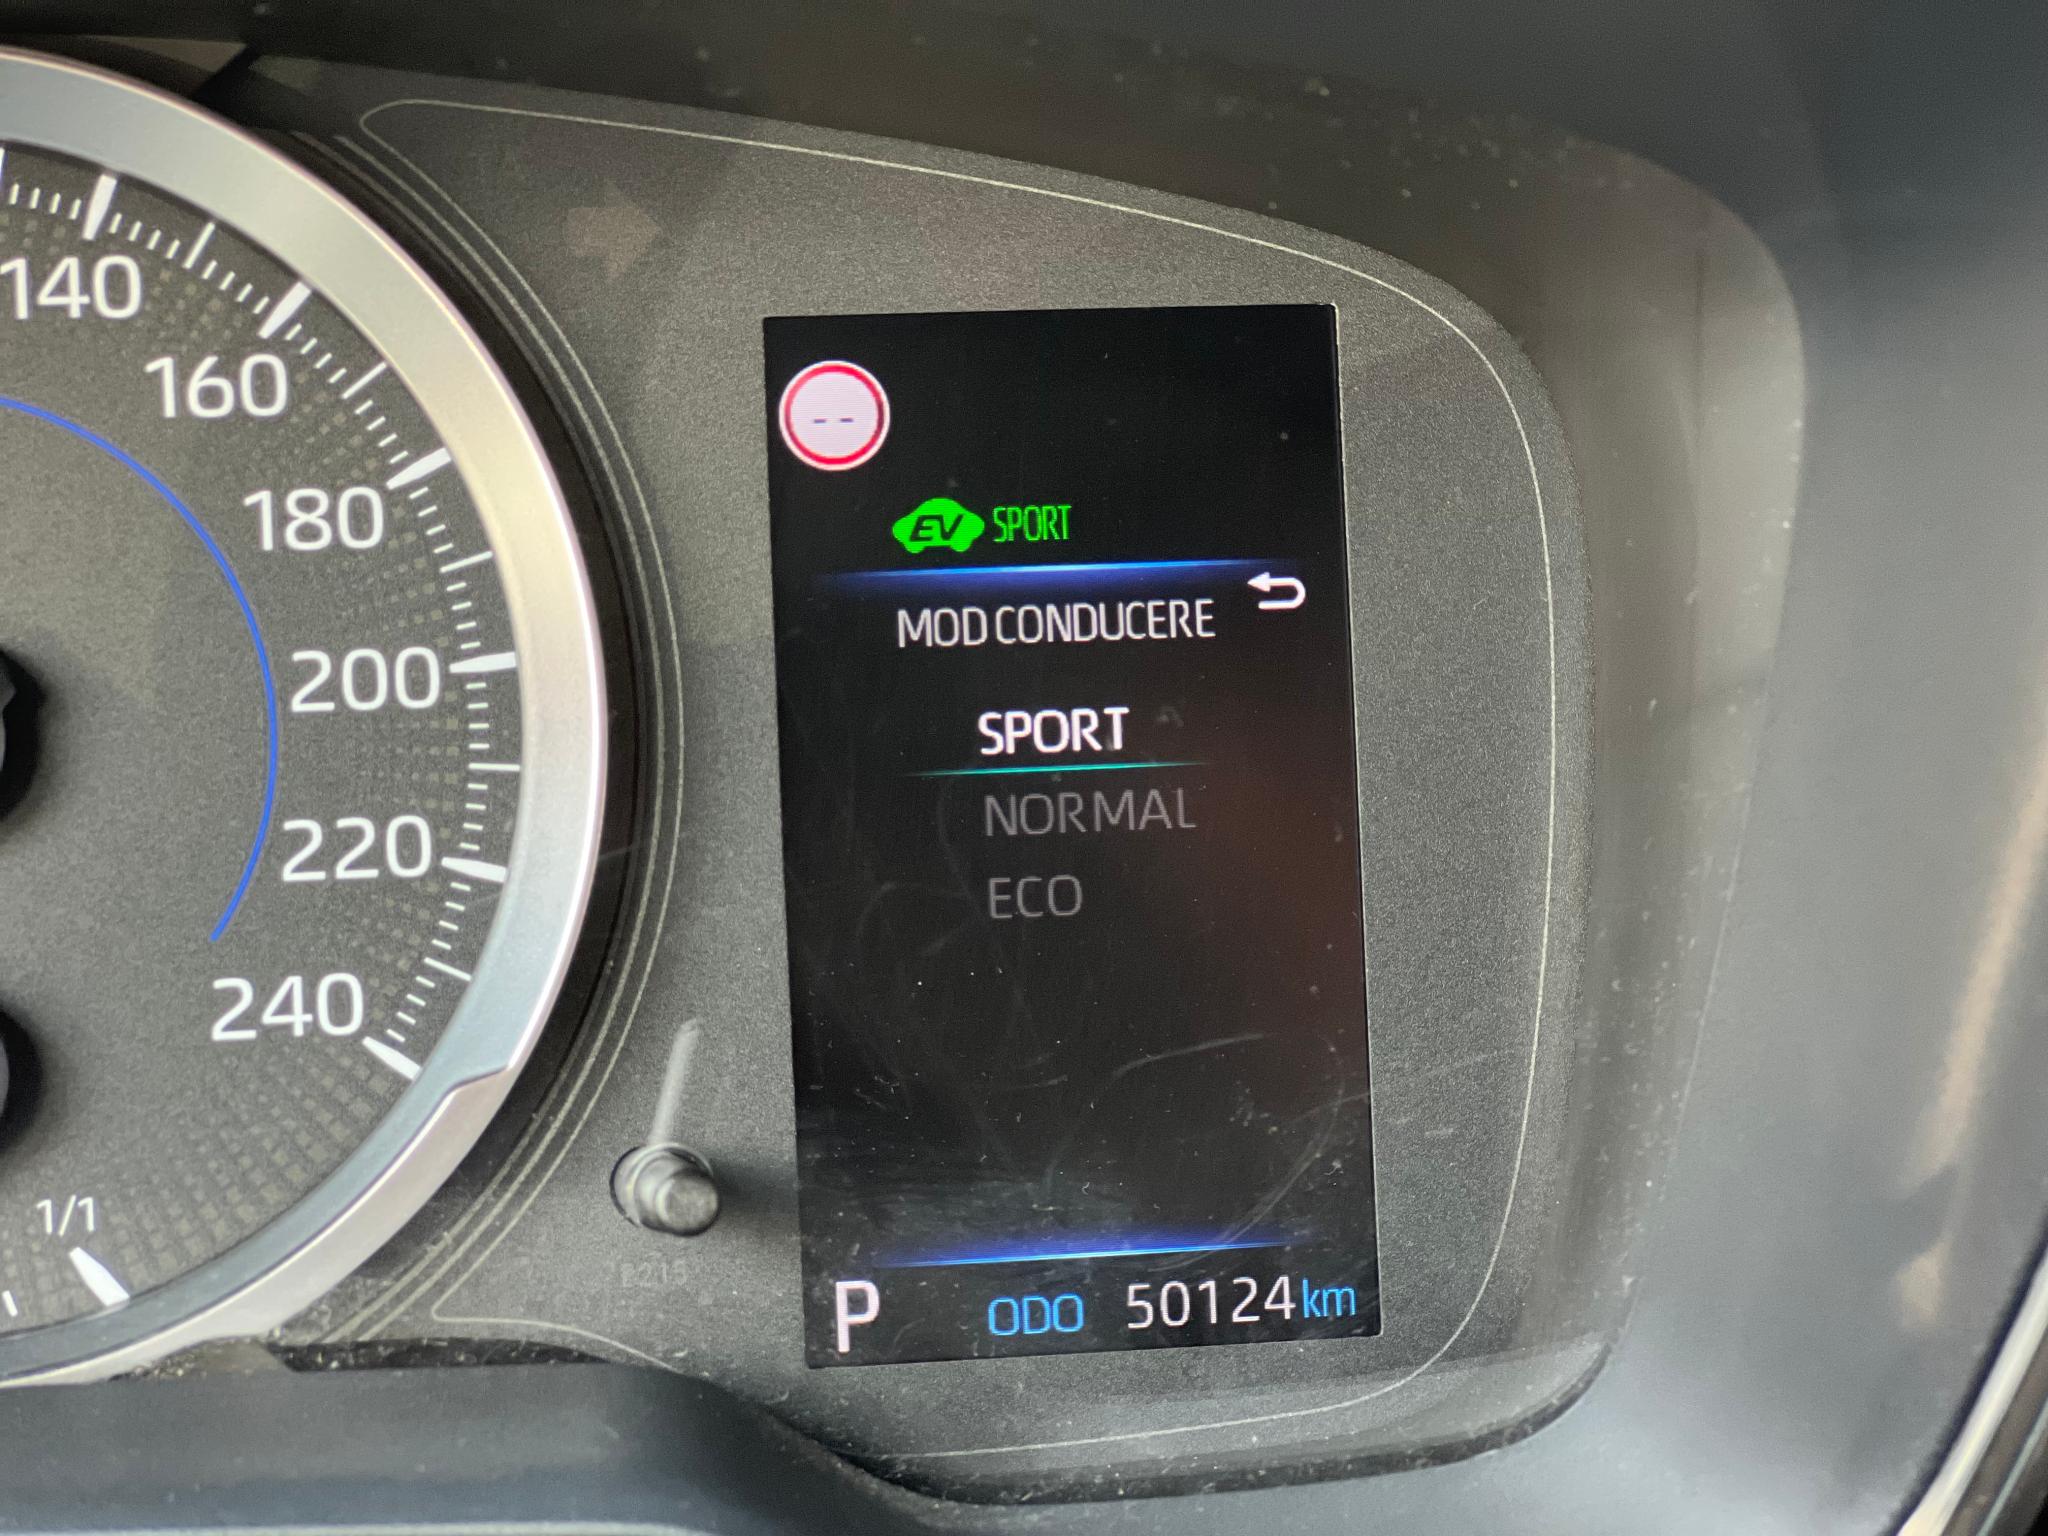 140
160
180
200
220
240
1/1
--
EV SPORT
MOD CONDUCERE
SPORT
NORMAL
ECO
P ODO 50124 km